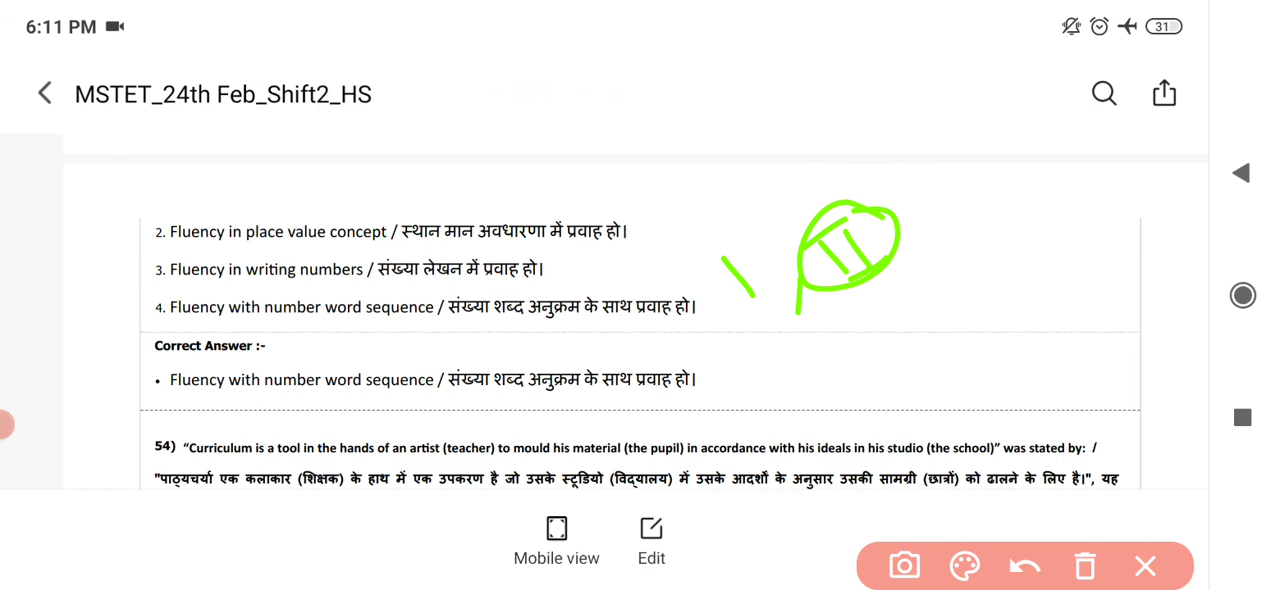 6:11 PM
31
MSTET_24th Feb_Shift2_HS
2. Fluency in place value concept / स्थान मान अवधारणा में प्रवाह हो।
3. Fluency in writing numbers / संख्या लेखन में प्रवाह हो।
4. Fluency with number word sequence / संख्या शब्द अनुक्रम के साथ प्रवाह हो।
Correct Answer :-
• Fluency with number word sequence / संख्या शब्द अनुक्रम के साथ प्रवाह हो।
54) “Curriculum is a tool in the hands of an artist (teacher) to mould his material (the pupil) in accordance with his ideals in his studio (the school)” was stated by: /
"पाठ्यचर्या एक कलाकार (शिक्षक) के हाथ में एक उपकरण है जो उसके स्टूडियो (विद्यालय) में उसके आदर्शों के अनुसार उसकी सामग्री (छात्रों) को ढालने के लिए है।", यह
Mobile view
Edit